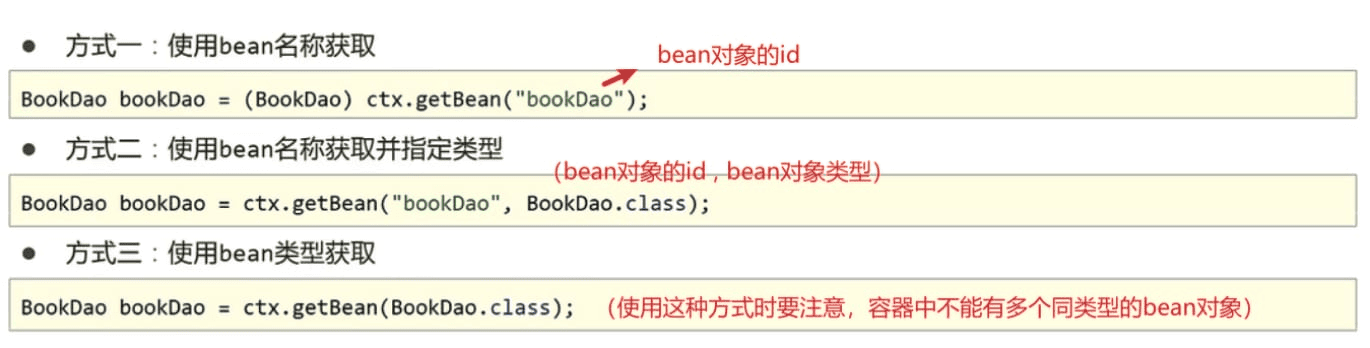 ● 方式一：使用bean名称获取
bean对象的id
BookDao bookDao = (BookDao) ctx.getBean("bookDao");
● 方式二：使用bean名称获取并指定类型
（bean对象的id，bean对象类型）
BookDao bookDao = ctx.getBean("bookDao", BookDao.class);
● 方式三：使用bean类型获取
BookDao bookDao = ctx.getBean(BookDao.class); （使用这种方式时要注意，容器中不能有多个同类型的bean对象）